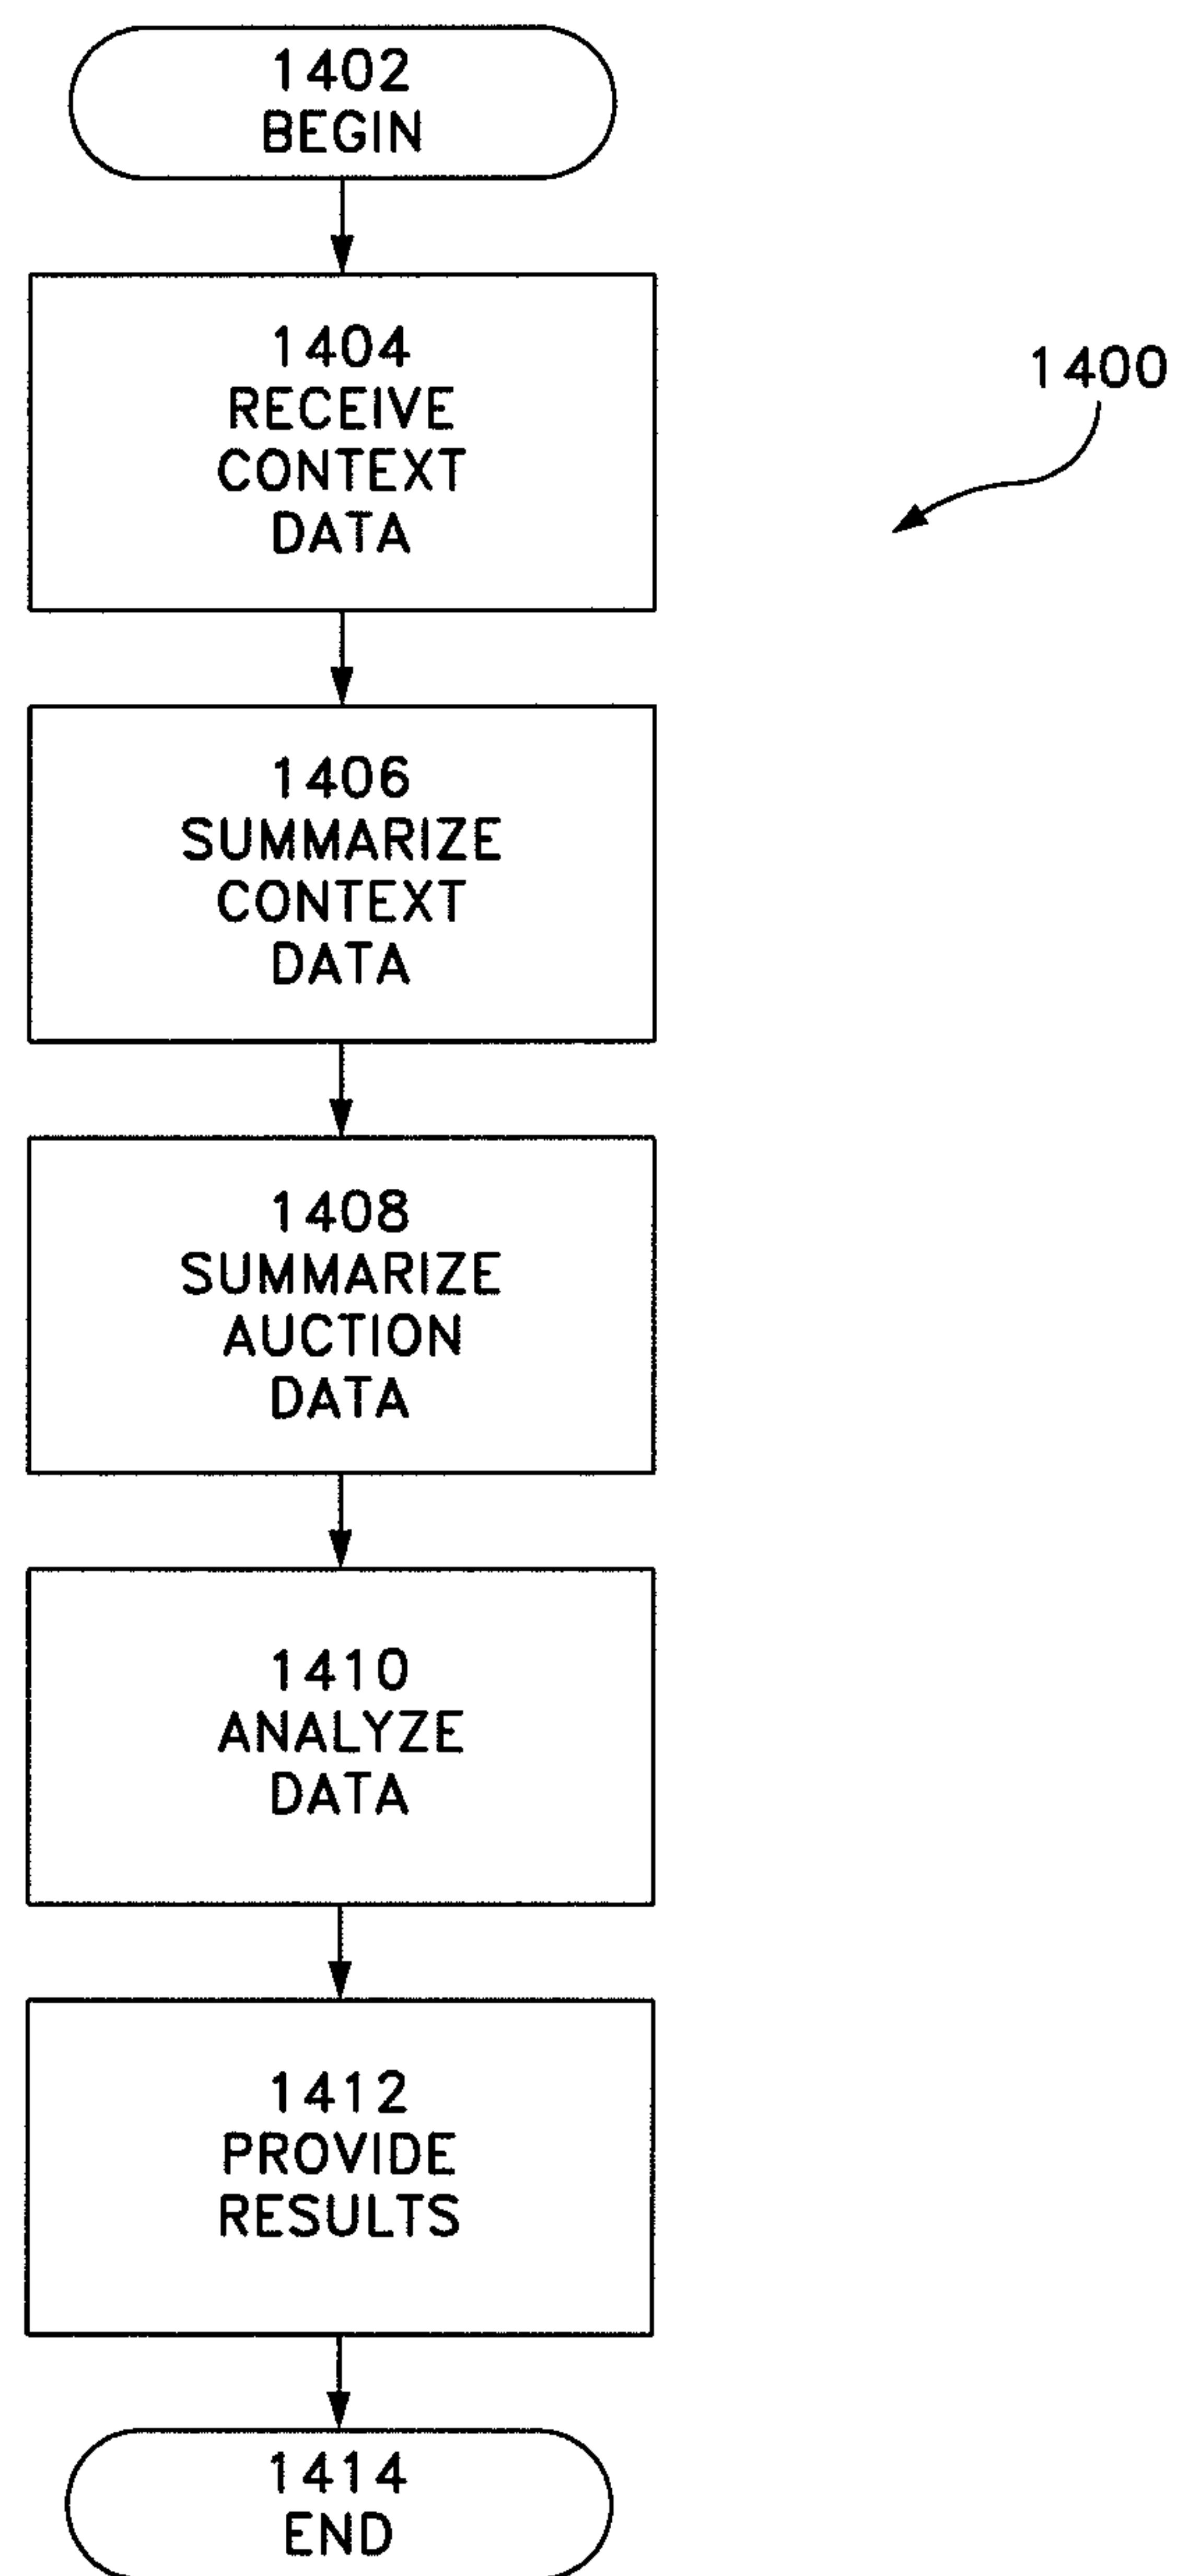 1402
BEGIN
1404
RECEIVE
CONTEXT
DATA
1400
1406
SUMMARIZE
CONTEXT
DATA
1408
SUMMARIZE
AUCTION
DATA
1410
ANALYZE
DATA
1412
PROVIDE
RESULTS
1414
END